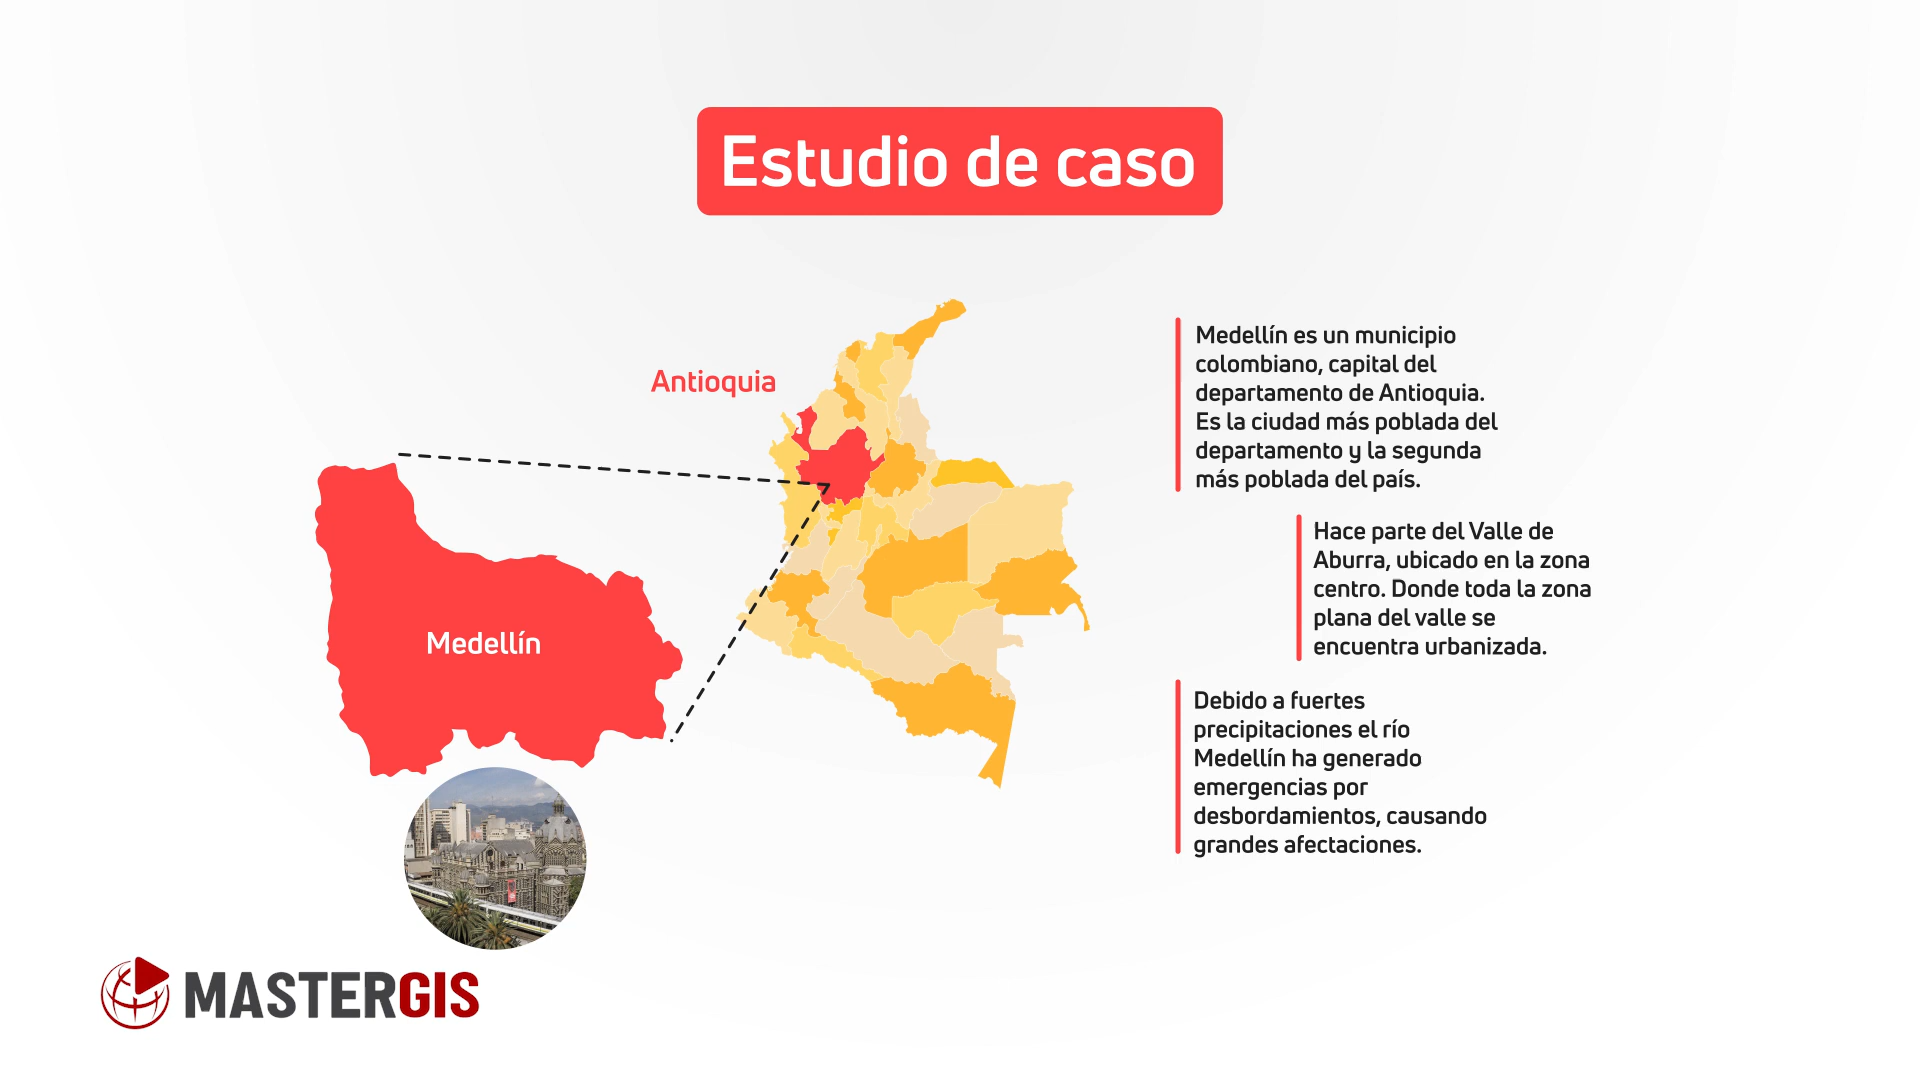 Estudio de caso
Antioquia
Medellín
Medellín es un municipio
colombiano, capital del
departamento de Antioquia.
Es la ciudad más poblada del
departamento y la segunda
más poblada del país.
Hace parte del Valle de
Aburra, ubicado en la zona
centro. Donde toda la zona
plana del valle se
encuentra urbanizada.
Debido a fuertes
precipitaciones el río
Medellín ha generado
emergencias por
desbordamientos, causando
grandes afectaciones.
MASTERGIS